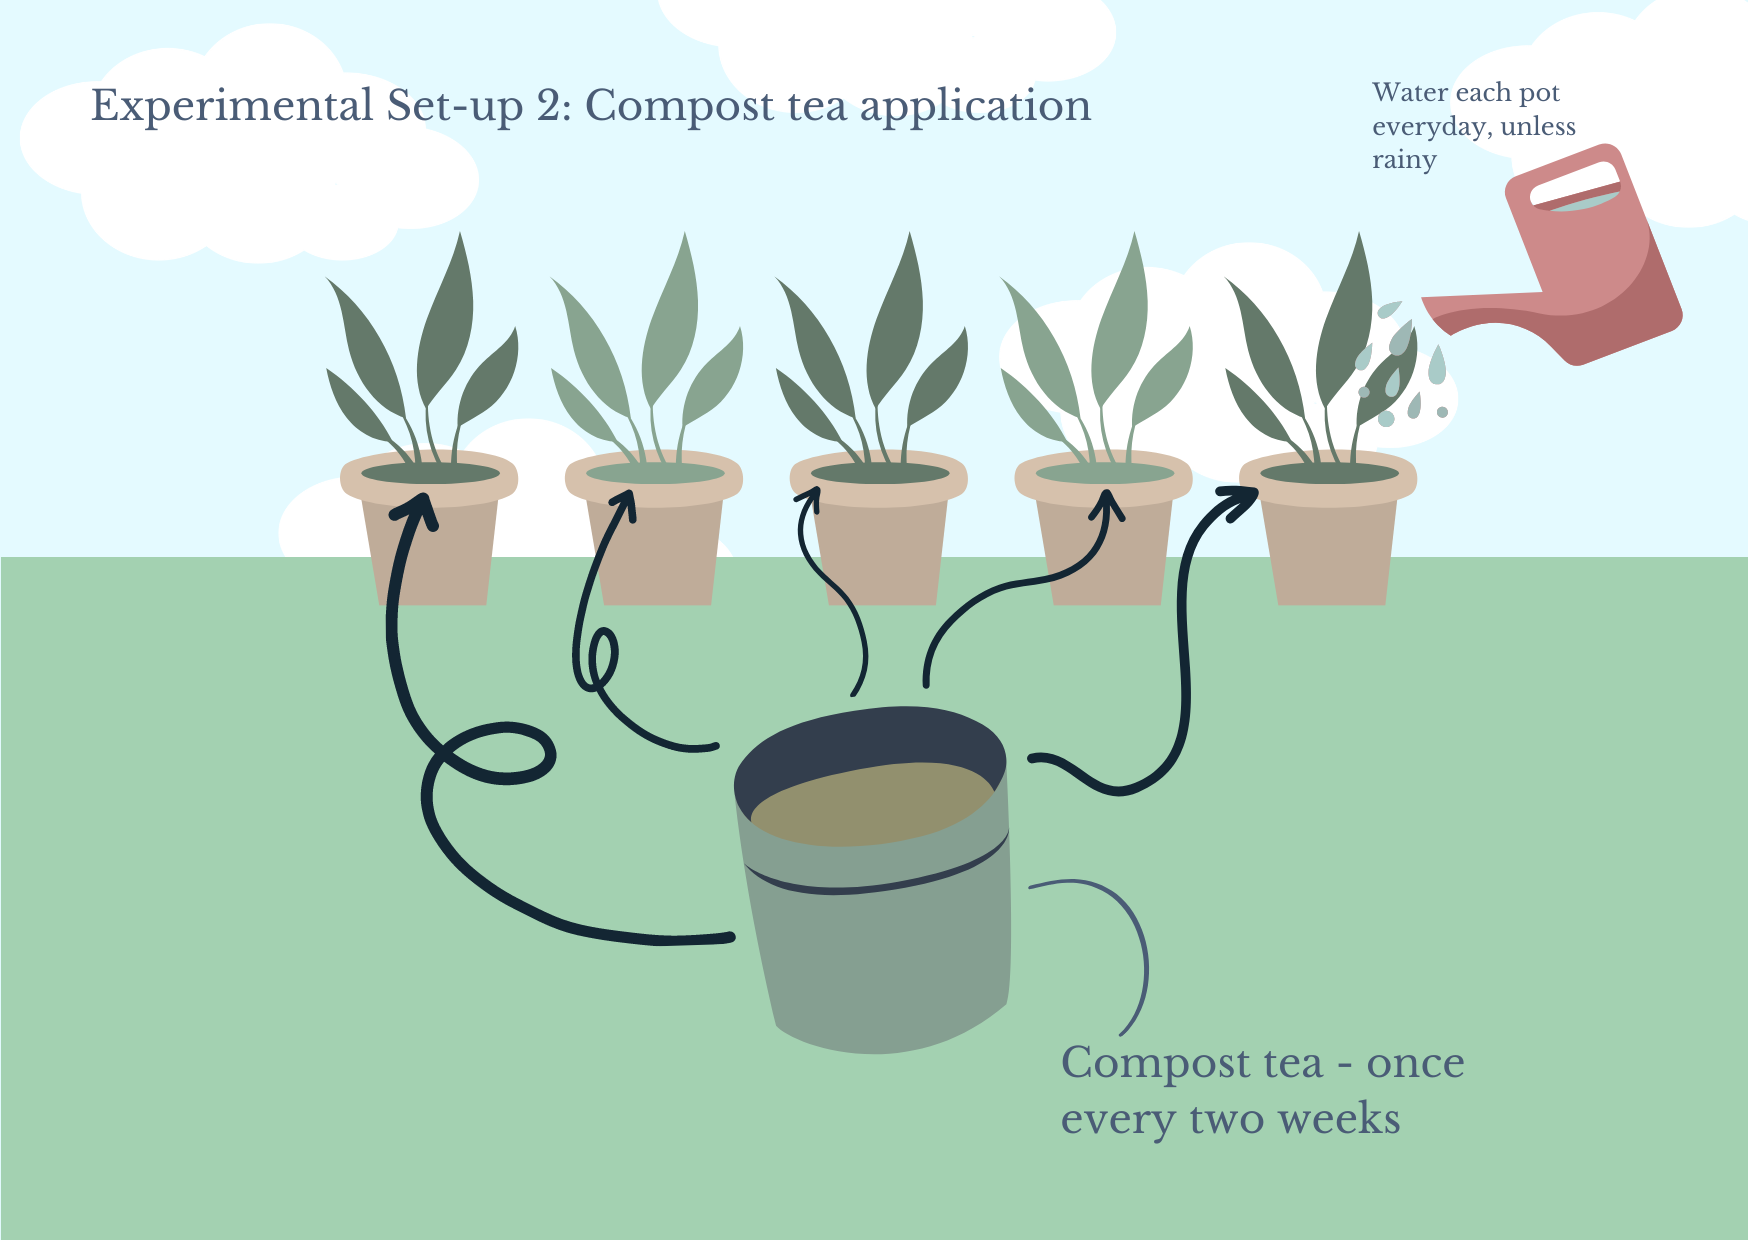 Experimental Set-up 2: Compost tea application
Water each pot
everyday, unless
rainy
Compost tea - once
every two weeks